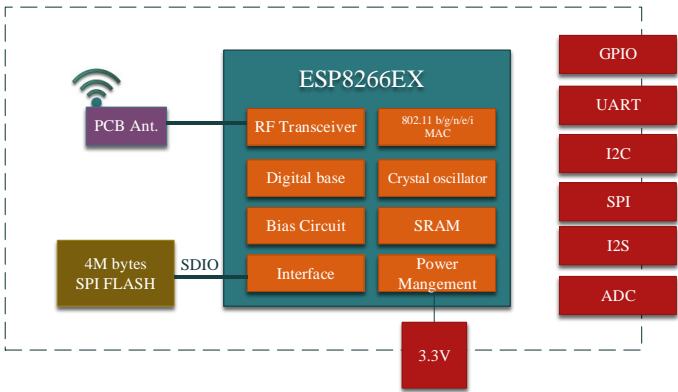 ESP8266EX
PCB Ant.
RF Transceiver
802.11 b/g/n/e/i
MAC
Digital base
Crystal oscillator
Bias Circuit
SRAM
4M bytes
SPI FLASH
SDIO
Interface
Power
Mangement
3.3V
GPIO
UART
I2C
SPI
I2S
ADC